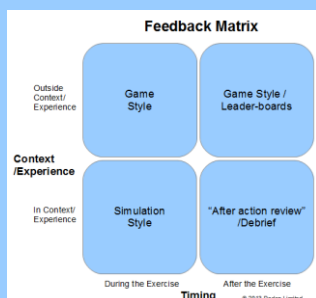 Feedback Matrix
Outside
Context/
Experience
Game
Style
Game Style /
Leader-boards
Context
/Experience
In Context/
Experience
Simulation
Style
"After action review"
/Debrief
During the Exercise
After the Exercise
Timing